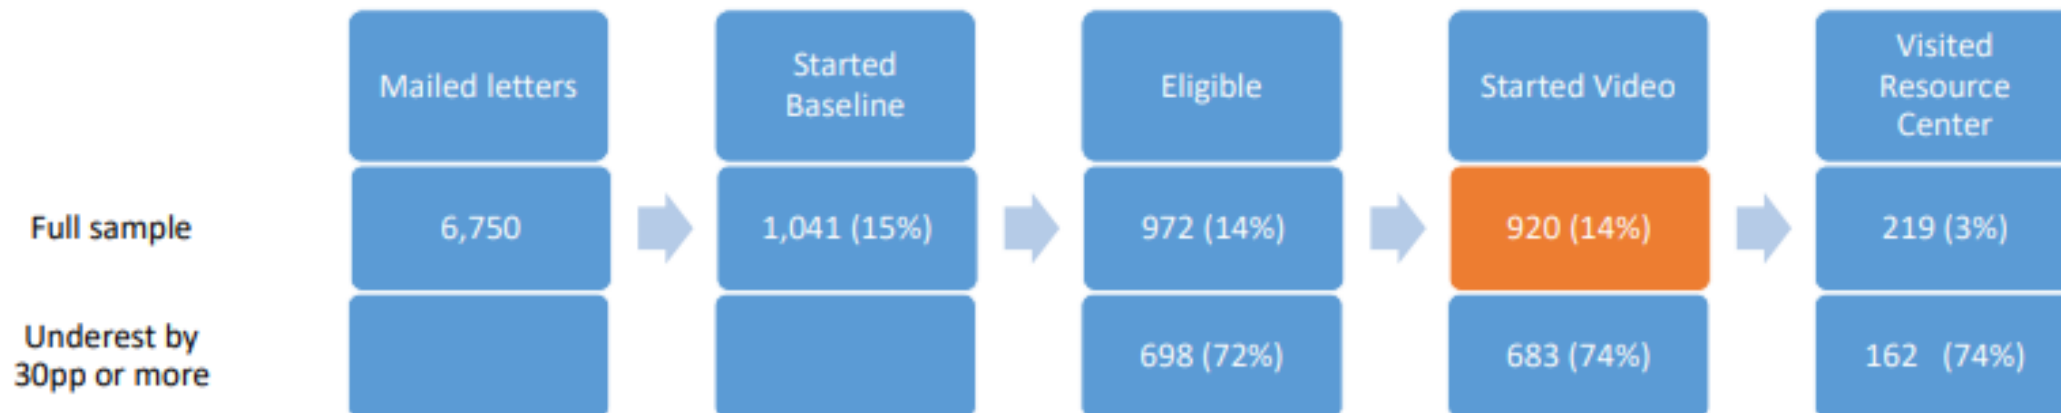 Mailed letters
Started
Baseline
Eligible
Started Video
Visited
Resource
Center
Full sample
6,750
1,041 (15%)
972 (14%)
920 (14%)
219 (3%)
Underest by
30pp or more
698 (72%)
683 (74%)
162 (74%)